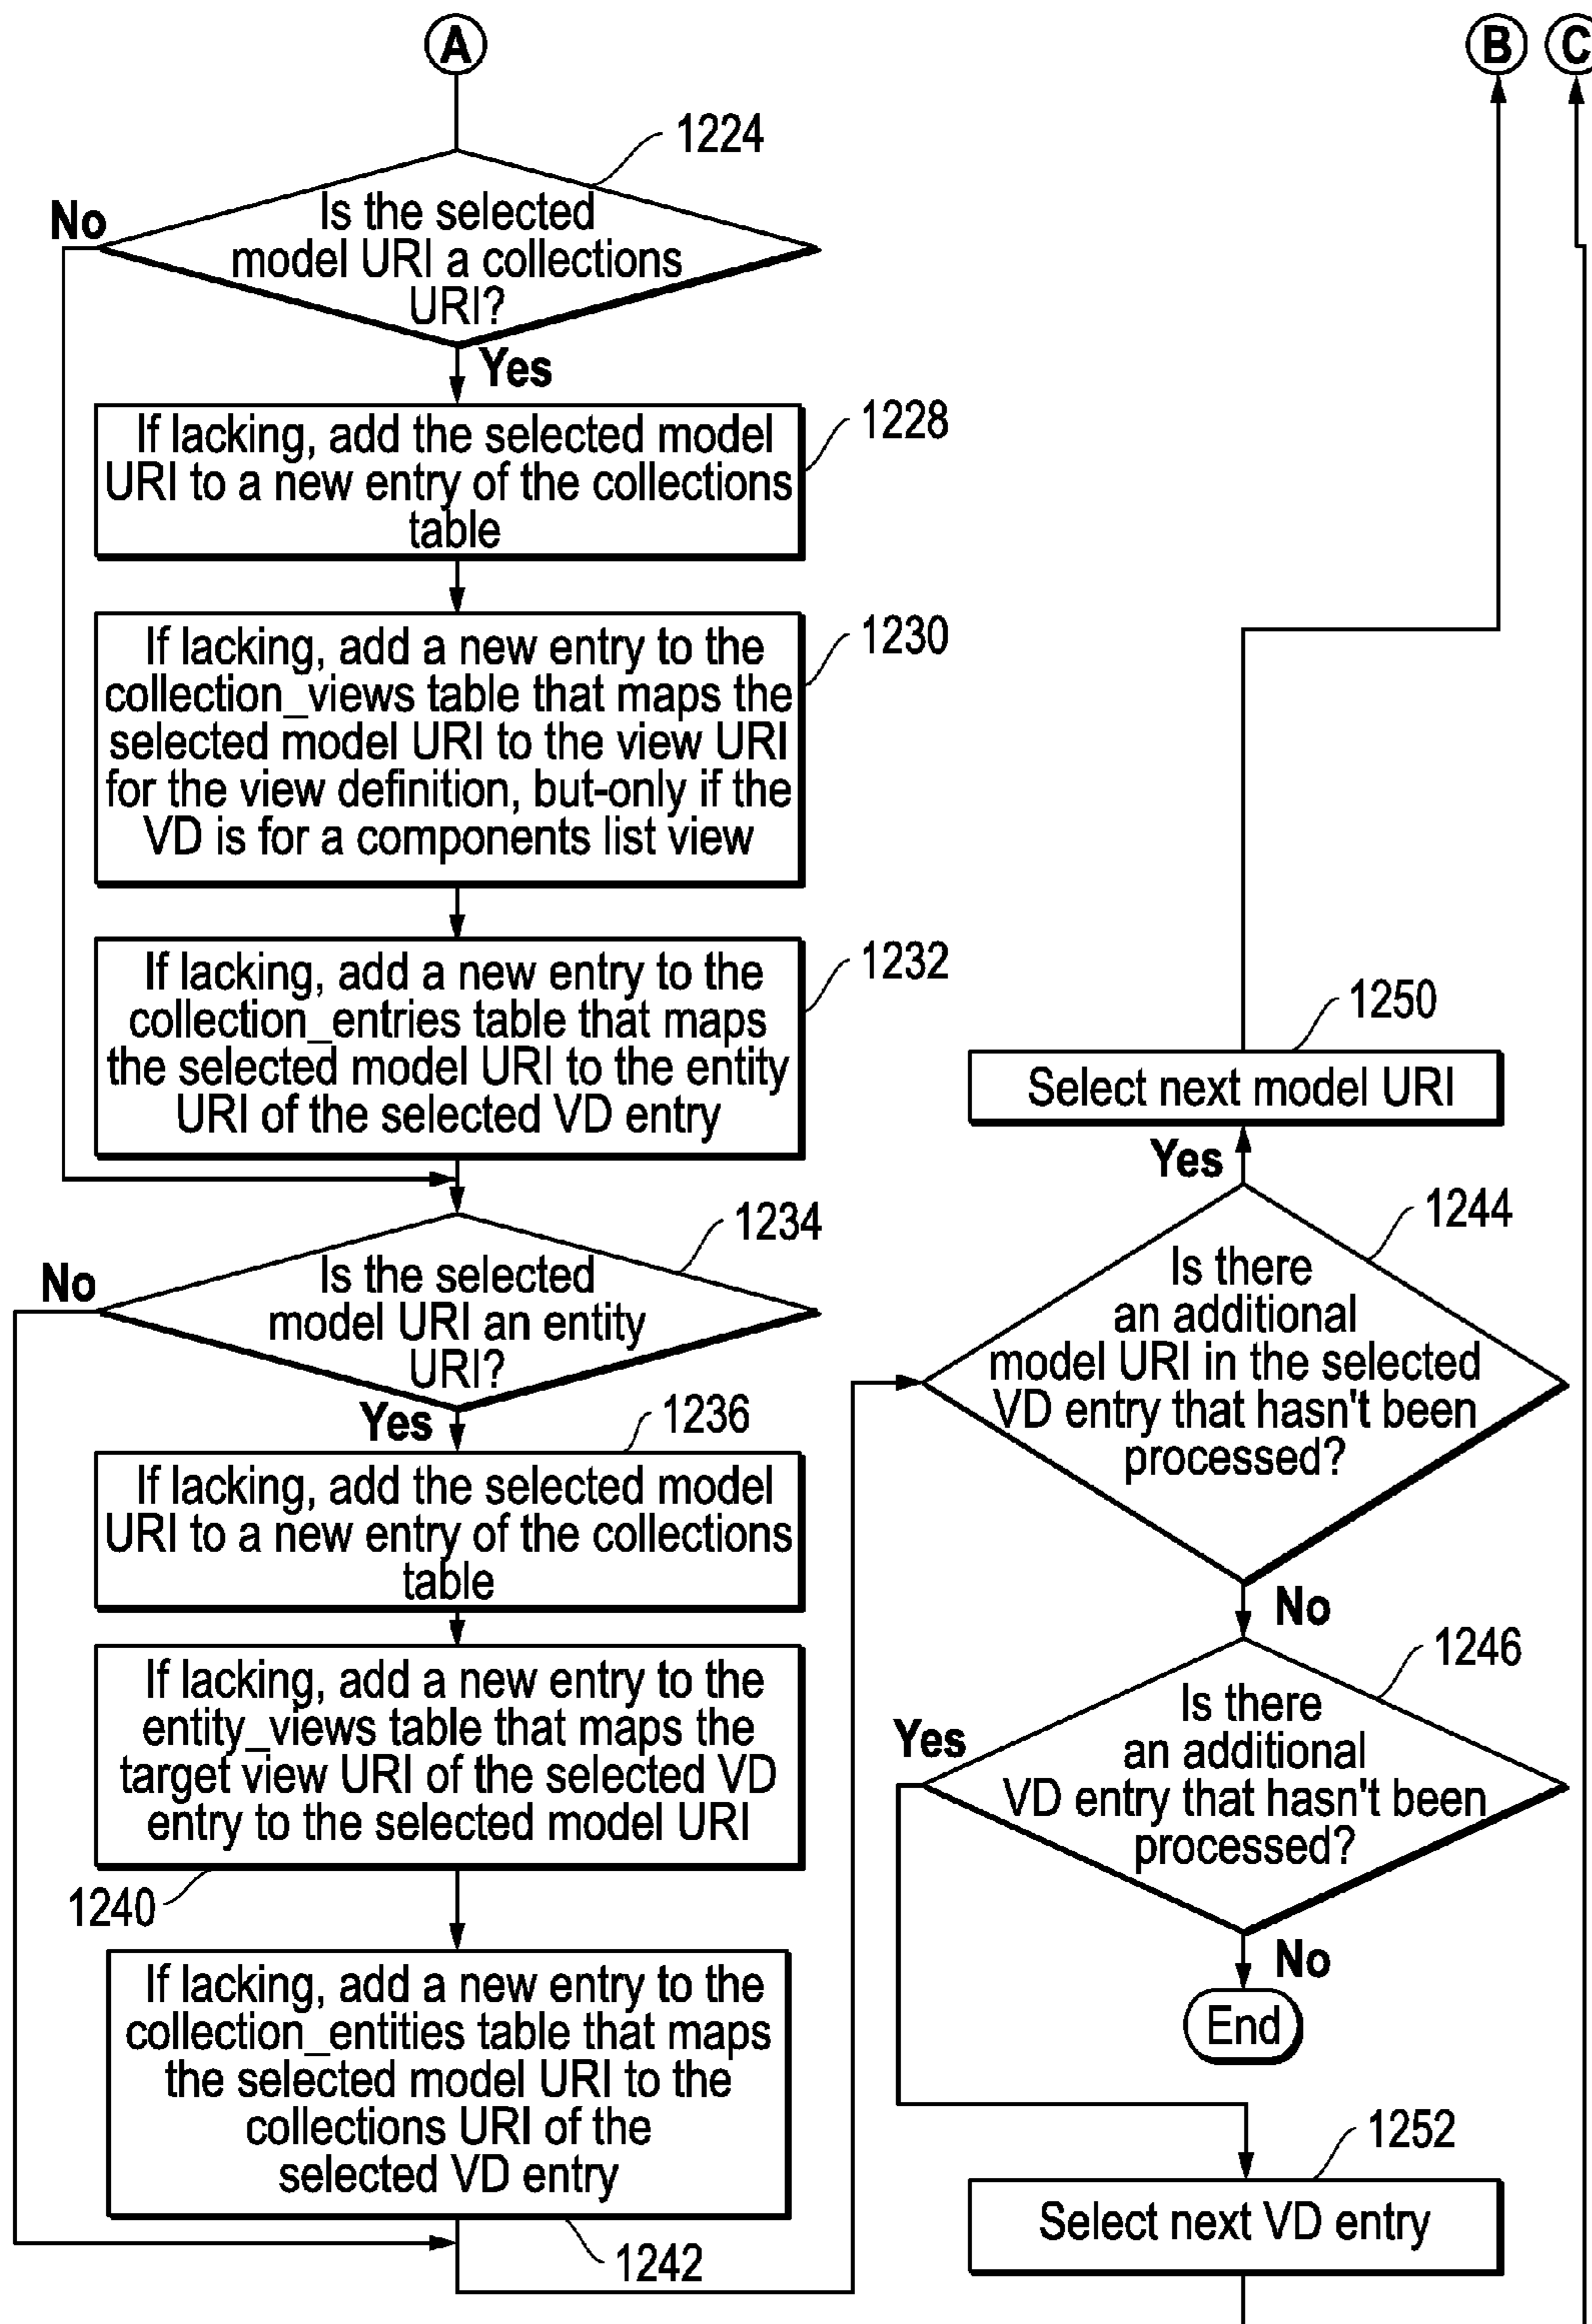 A
B
C
1224
No
Is the selected
model URI a collections
URI?
Yes
1228
If lacking, add the selected model
URI to a new entry of the collections
table
1230
If lacking, add a new entry to the
collection_views table that maps the
selected model URI to the view URI
for the view definition, but-only if the
VD is for a components list view
1232
If lacking, add a new entry to the
collection_entries table that maps
the selected model URI to the entity
URI of the selected VD entry
1234
No
Is the selected
model URI an entity
URI?
Yes
1236
If lacking, add the selected model
URI to a new entry of the collections
table
If lacking, add a new entry to the
entity_views table that maps the
target view URI of the selected VD
entry to the selected model URI
1240
If lacking, add a new entry to the
collection_entities table that maps
the selected model URI to the
collections URI of the
selected VD entry
1242
1250
Select next model URI
Yes
1244
Is there
an additional
model URI in the selected
VD entry that hasn't been
processed?
No
1246
Yes
Is there
an additional
VD entry that hasn't been
processed?
No
End
1252
Select next VD entry